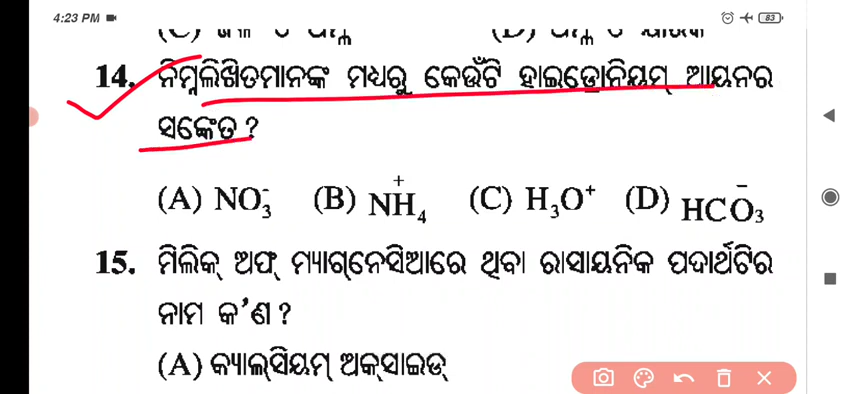 4:23 PM
83
14. ନିମ୍ନଲିଖିତମାନଙ୍କ ମଧ୍ୟରୁ କେଉଁଟି ହାଇଡ୍ରୋନିୟମ୍ ଆୟନର
ସଙ୍କେତ ?
(A) NO₃⁻ (B) NH₄⁺ (C) H₃O⁺ (D) HCO₃⁻
15. ମିଲିକ୍ ଅଫ୍ ମ୍ୟାଗ୍ନେସିଆରେ ଥିବା ରାସାୟନିକ ପଦାର୍ଥଟିର
ନାମ କ'ଣ ?
(A) କ୍ୟାଲ୍‌ସିୟମ୍ ଅକ୍‌ସାଇଡ୍